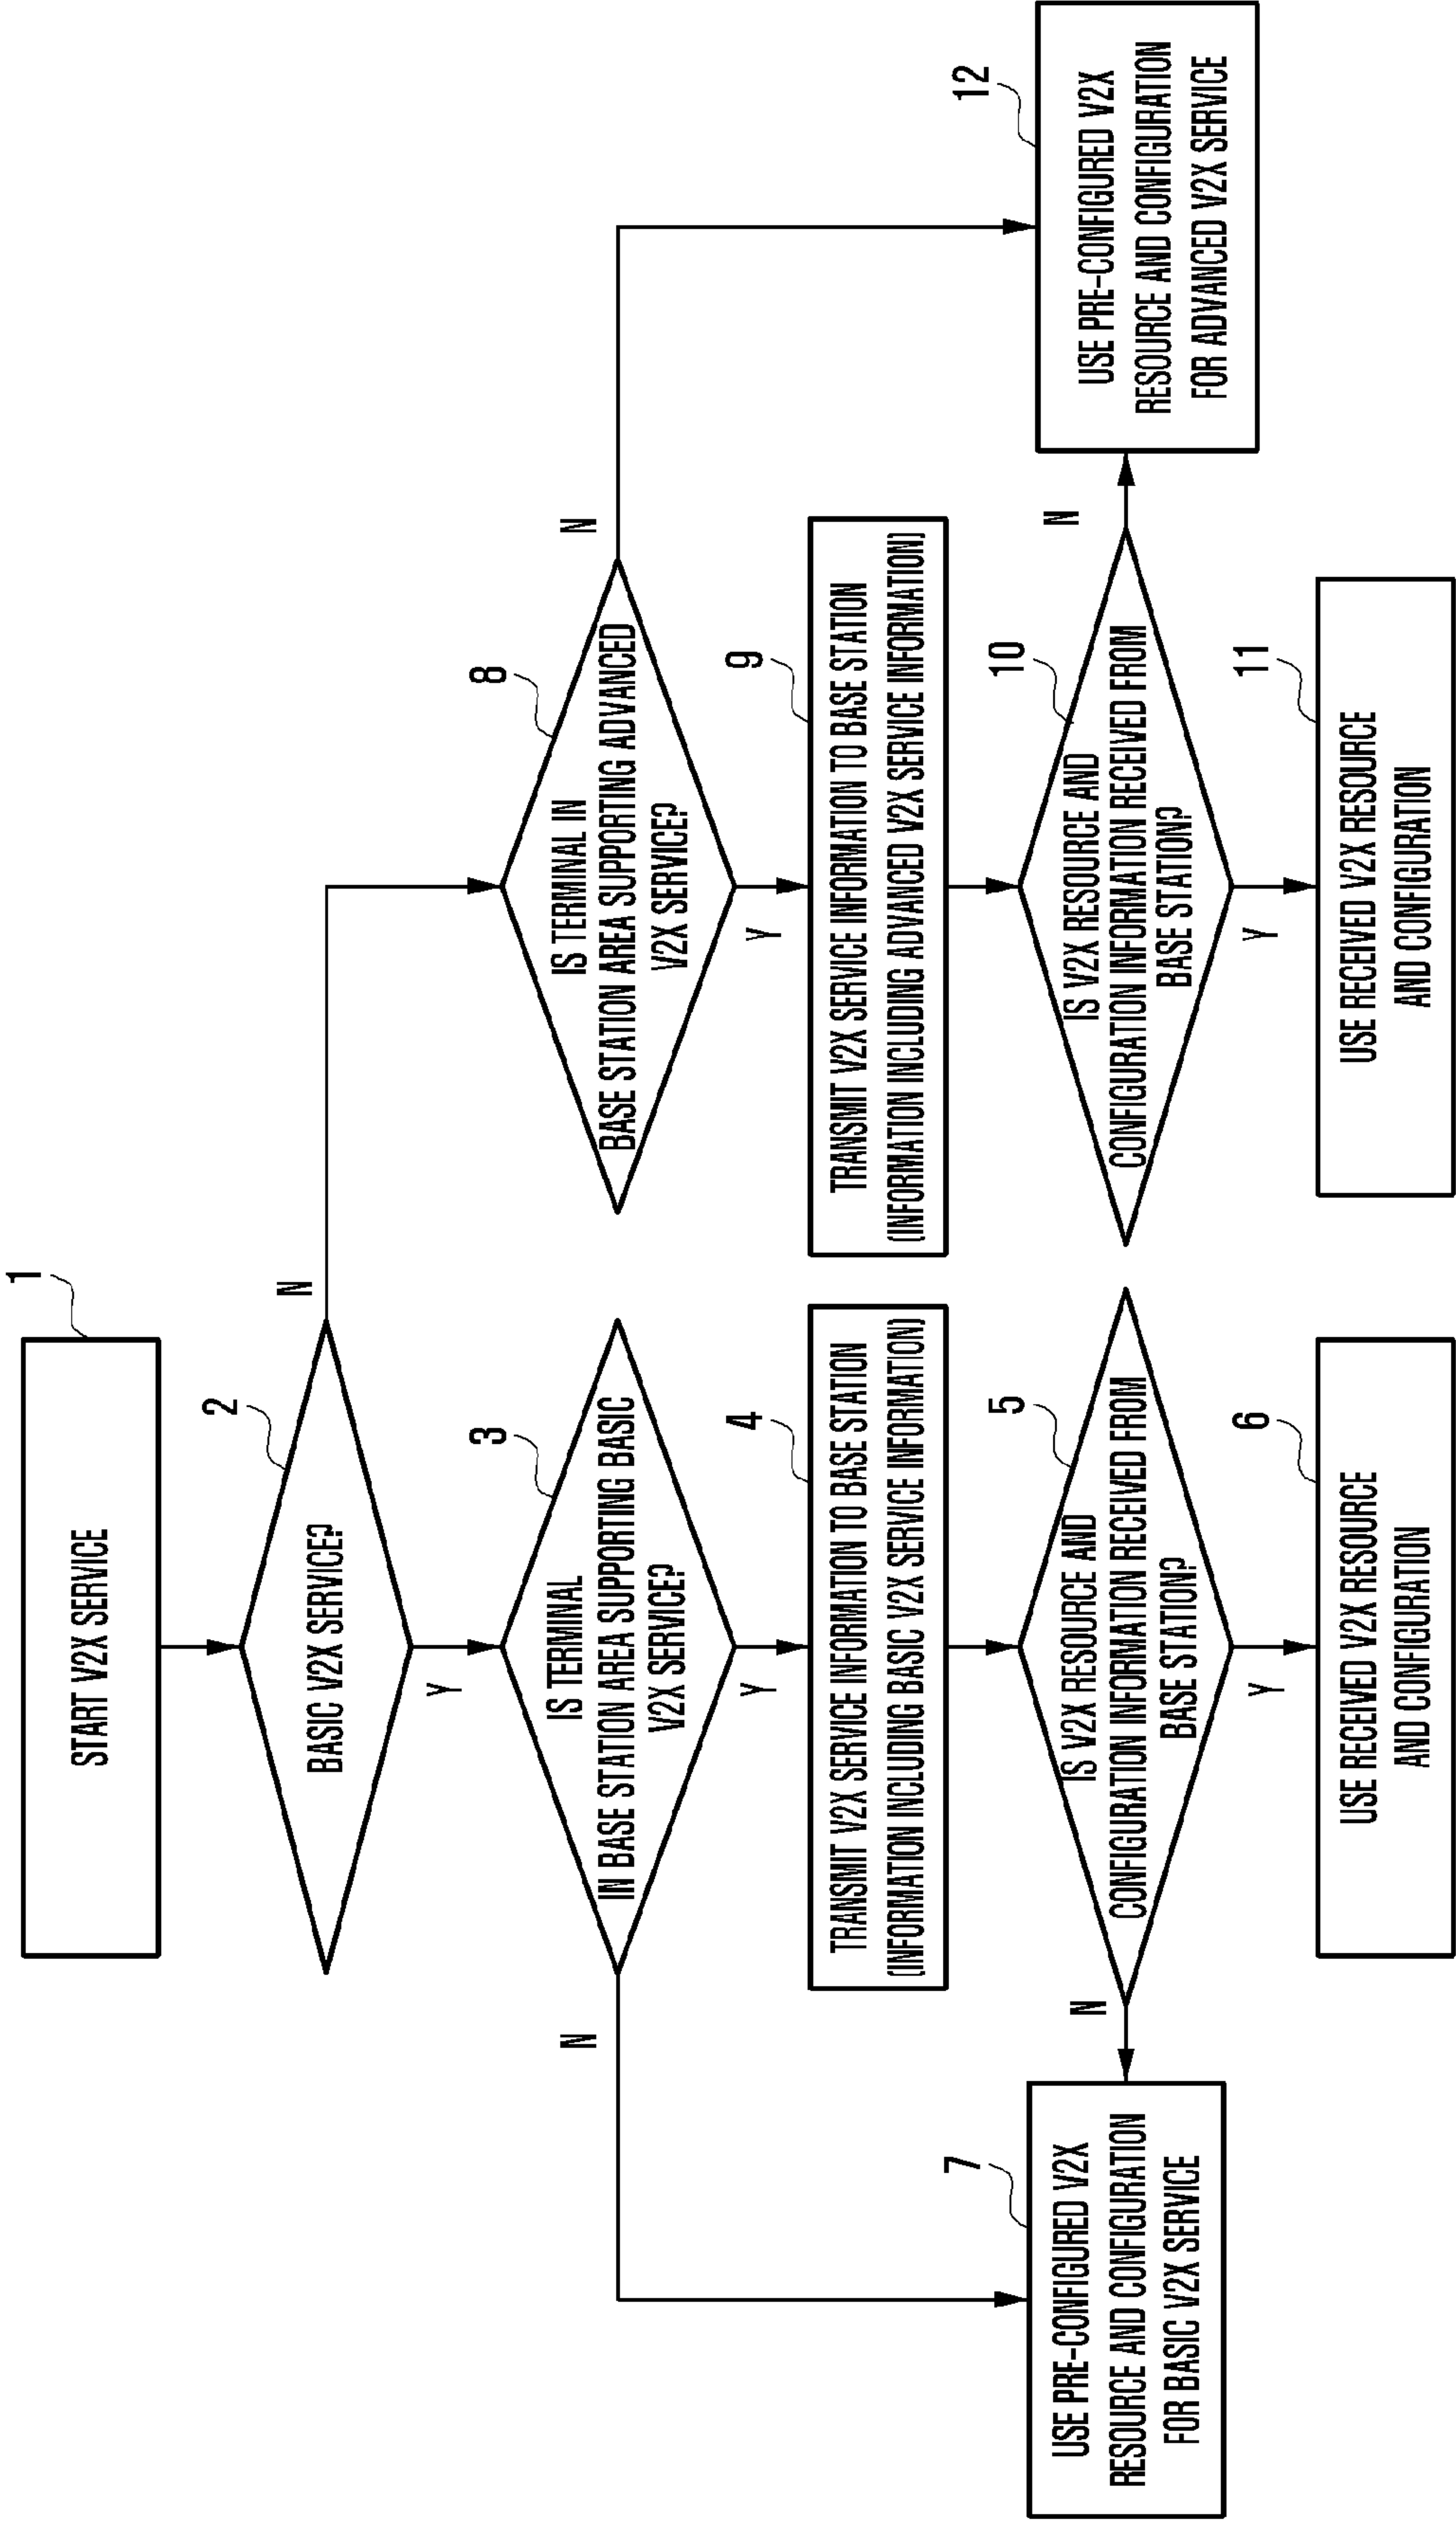 1
START V2X SERVICE
2
BASIC V2X SERVICE?
N
Y
3
IS TERMINAL
IN BASE STATION AREA SUPPORTING BASIC
V2X SERVICE?
N
Y
4
TRANSMIT V2X SERVICE INFORMATION TO BASE STATION
(INFORMATION INCLUDING BASIC V2X SERVICE INFORMATION)
5
IS V2X RESOURCE AND
CONFIGURATION INFORMATION RECEIVED FROM
BASE STATION?
N
Y
6
USE RECEIVED V2X RESOURCE
AND CONFIGURATION
7
USE PRE-CONFIGURED V2X
RESOURCE AND CONFIGURATION
FOR BASIC V2X SERVICE
8
IS TERMINAL IN
BASE STATION AREA SUPPORTING ADVANCED
V2X SERVICE?
N
Y
9
TRANSMIT V2X SERVICE INFORMATION TO BASE STATION
(INFORMATION INCLUDING ADVANCED V2X SERVICE INFORMATION)
10
IS V2X RESOURCE AND
CONFIGURATION INFORMATION RECEIVED FROM
BASE STATION?
N
Y
11
USE RECEIVED V2X RESOURCE
AND CONFIGURATION
12
USE PRE-CONFIGURED V2X
RESOURCE AND CONFIGURATION
FOR ADVANCED V2X SERVICE